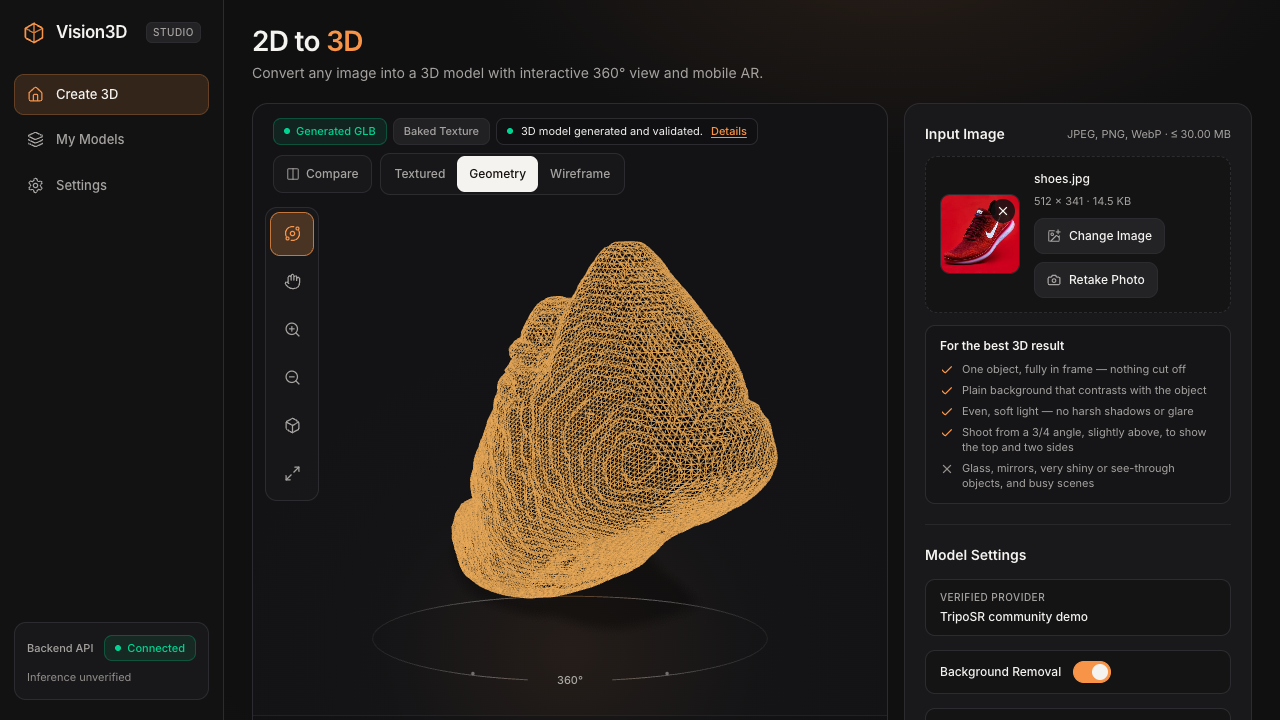 Vision3D
STUDIO
Create 3D
My Models
Settings
Backend API
Connected
Inference unverified
2D to 3D
Convert any image into a 3D model with interactive 360° view and mobile AR.
Generated GLB
Baked Texture
3D model generated and validated. Details
Compare
Textured
Geometry
Wireframe
360°
Input Image
JPEG, PNG, WebP · ≤ 30.00 MB
shoes.jpg
512 × 341 · 14.5 KB
Change Image
Retake Photo
For the best 3D result
One object, fully in frame — nothing cut off
Plain background that contrasts with the object
Even, soft light — no harsh shadows or glare
Shoot from a 3/4 angle, slightly above, to show
the top and two sides
Glass, mirrors, very shiny or see-through
objects, and busy scenes
Model Settings
VERIFIED PROVIDER
TripoSR community demo
Background Removal